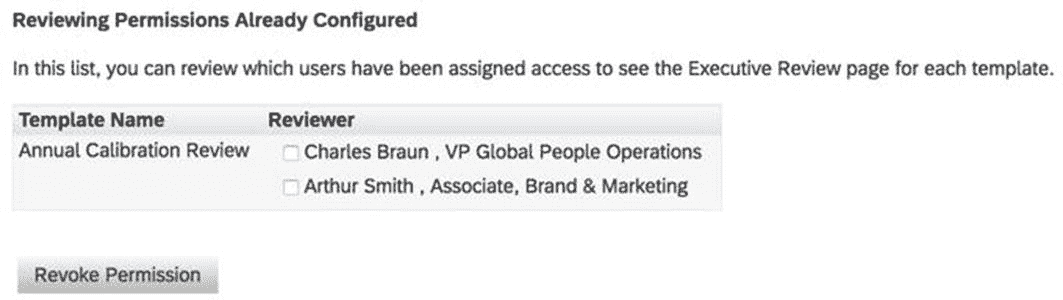 Reviewing Permissions Already Configured
In this list, you can review which users have been assigned access to see the Executive Review page for each template.
Template Name Reviewer
Annual Calibration Review Charles Braun , VP Global People Operations
Arthur Smith , Associate, Brand & Marketing
Revoke Permission